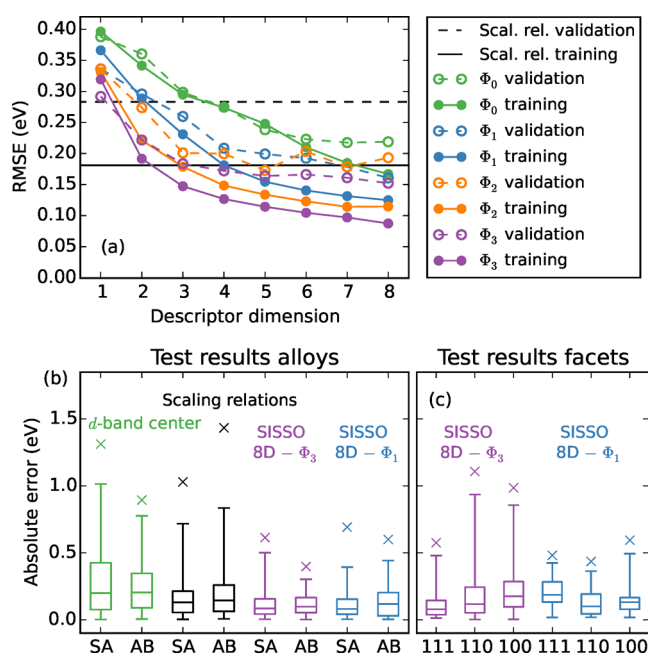 0.40
0.35
0.30
0.25
0.20
0.15
0.10
0.05
0.00
RMSE (eV)
(a)
1 2 3 4 5 6 7 8
Descriptor dimension
Scal. rel. validation
Scal. rel. training
Φ₀ validation
Φ₀ training
Φ₁ validation
Φ₁ training
Φ₂ validation
Φ₂ training
Φ₃ validation
Φ₃ training
Test results alloys
(b)
Scaling relations
d-band center
SISSO
8D − Φ₃
SISSO
8D − Φ₁
1.5
1.0
0.5
0.0
Absolute error (eV)
SA AB SA AB SA AB SA AB
Test results facets
(c)
SISSO
8D − Φ₃
SISSO
8D − Φ₁
111 110 100 111 110 100